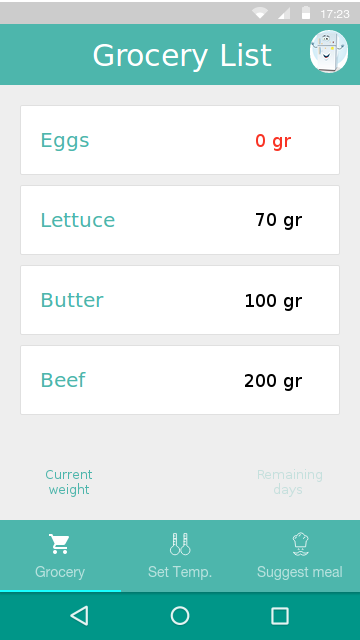 17:23
Grocery List
Eggs 0 gr
Lettuce 70 gr
Butter 100 gr
Beef 200 gr
Current
weight
Remaining
days
Grocery Set Temp. Suggest meal